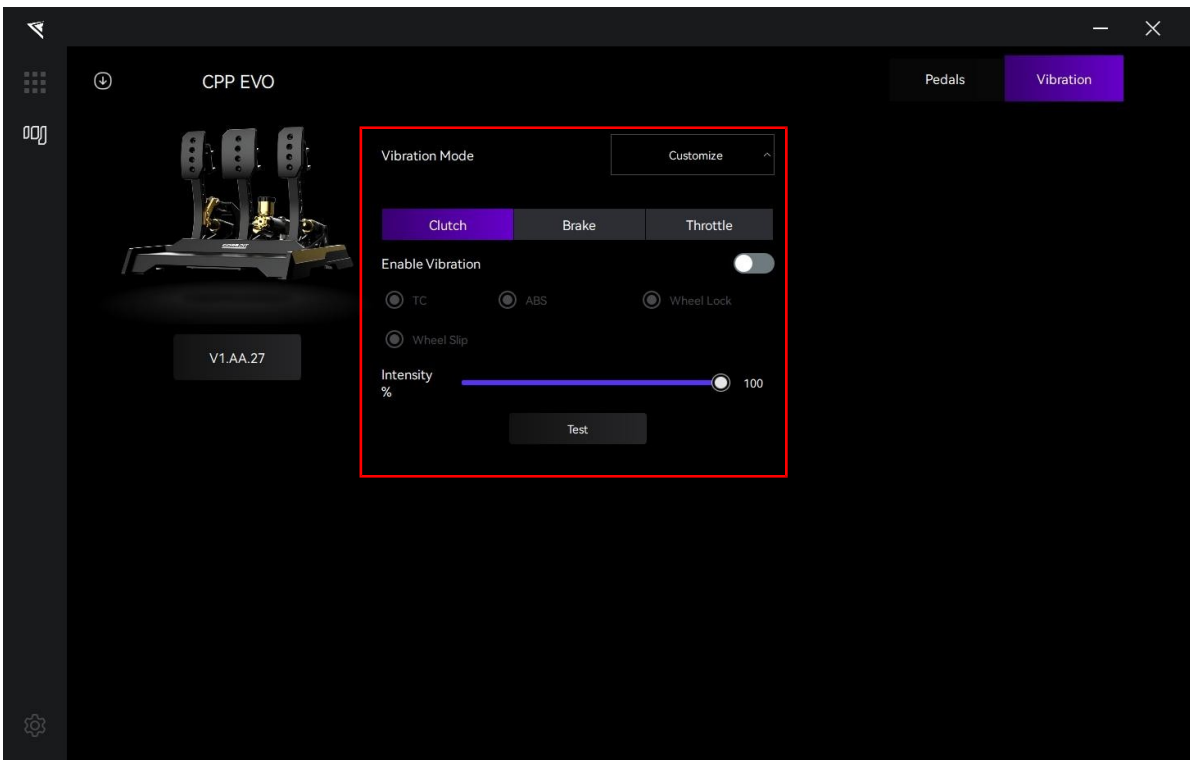 CPP EVO
Pedals
Vibration
Vibration Mode
Customize
Clutch
Brake
Throttle
Enable Vibration
TC
ABS
Wheel Lock
Wheel Slip
V1.AA.27
Intensity
%
100
Test